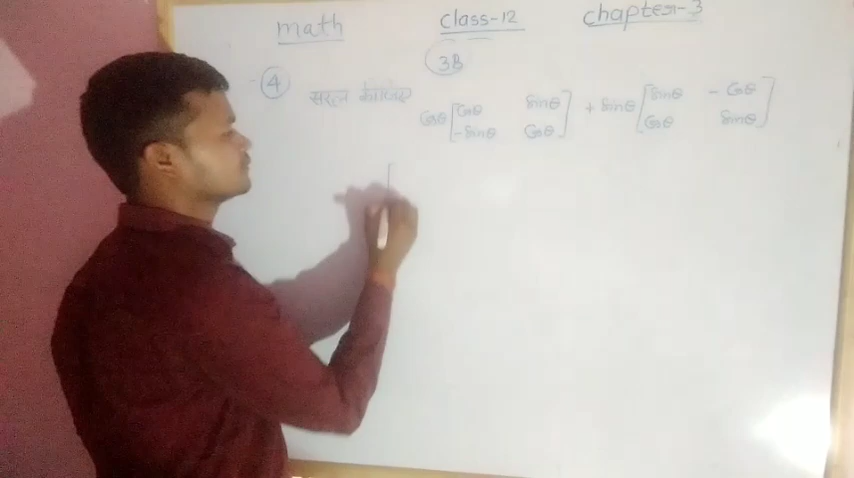 math class-12 chapter-3
3B
④ सरल कीजिए Cosθ [Cosθ sinθ] + sinθ [sinθ - Cosθ]
-sinθ Cosθ Cosθ sinθ